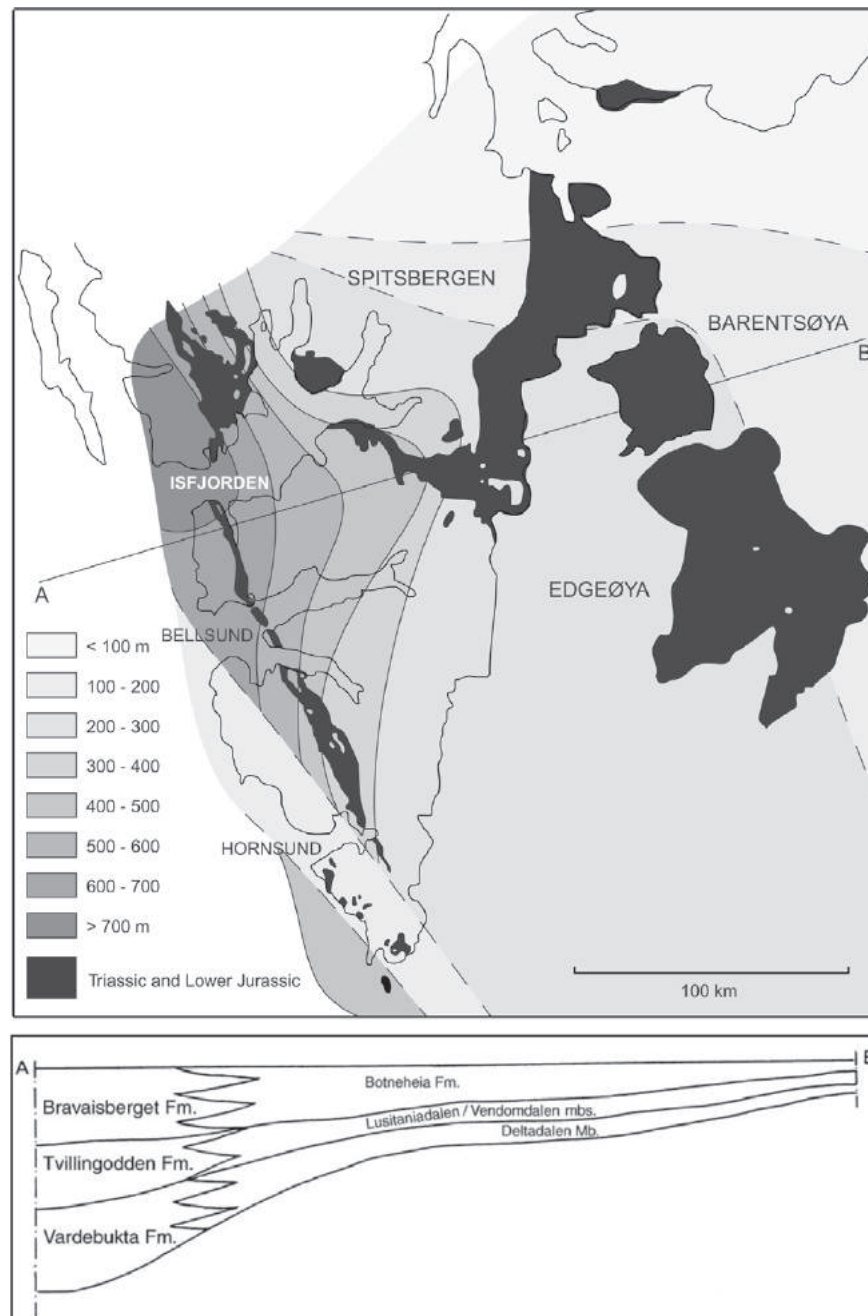 SPITSBERGEN
BARENTSØYA
B
ISFJORDEN
A
EDGEØYA
BELLSUND
< 100 m
100 - 200
200 - 300
300 - 400
400 - 500
HORNSUND
500 - 600
600 - 700
> 700 m
Triassic and Lower Jurassic
100 km
A
Botneheia Fm.
Bravaisberget Fm.
Lusitaniadalen / Vendomdalen mbs.
Deltadalen Mb.
Tvillingodden Fm.
Vardebukta Fm.